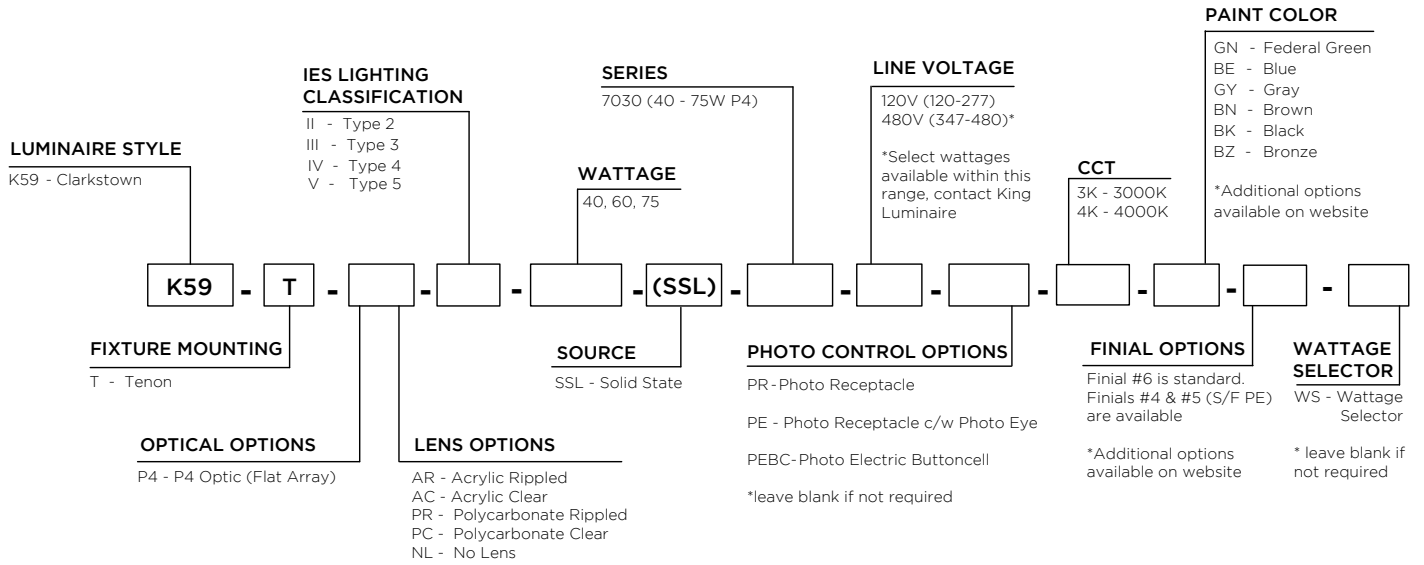 PAINT COLOR
GN - Federal Green
BE - Blue
GY - Gray
BN - Brown
BK - Black
BZ - Bronze
*Additional options
available on website
IES LIGHTING
CLASSIFICATION
II - Type 2
III - Type 3
IV - Type 4
V - Type 5
SERIES
7030 (40 - 75W P4)
LINE VOLTAGE
120V (120-277)
480V (347-480)*
*Select wattages
available within this
range, contact King
Luminaire
LUMINAIRE STYLE
K59 - Clarkstown
WATTAGE
40, 60, 75
CCT
3K - 3000K
4K - 4000K
K59 - T - - - - (SSL) - - - - - - -
FIXTURE MOUNTING
T - Tenon
OPTICAL OPTIONS
P4 - P4 Optic (Flat Array)
LENS OPTIONS
AR - Acrylic Rippled
AC - Acrylic Clear
PR - Polycarbonate Rippled
PC - Polycarbonate Clear
NL - No Lens
SOURCE
SSL - Solid State
PHOTO CONTROL OPTIONS
PR - Photo Receptacle
PE - Photo Receptacle c/w Photo Eye
PEBC - Photo Electric Buttoncell
*leave blank if not required
FINIAL OPTIONS
Finial #6 is standard.
Finials #4 & #5 (S/F PE)
are available
*Additional options
available on website
WATTAGE
SELECTOR
WS - Wattage
Selector
* leave blank if
not required